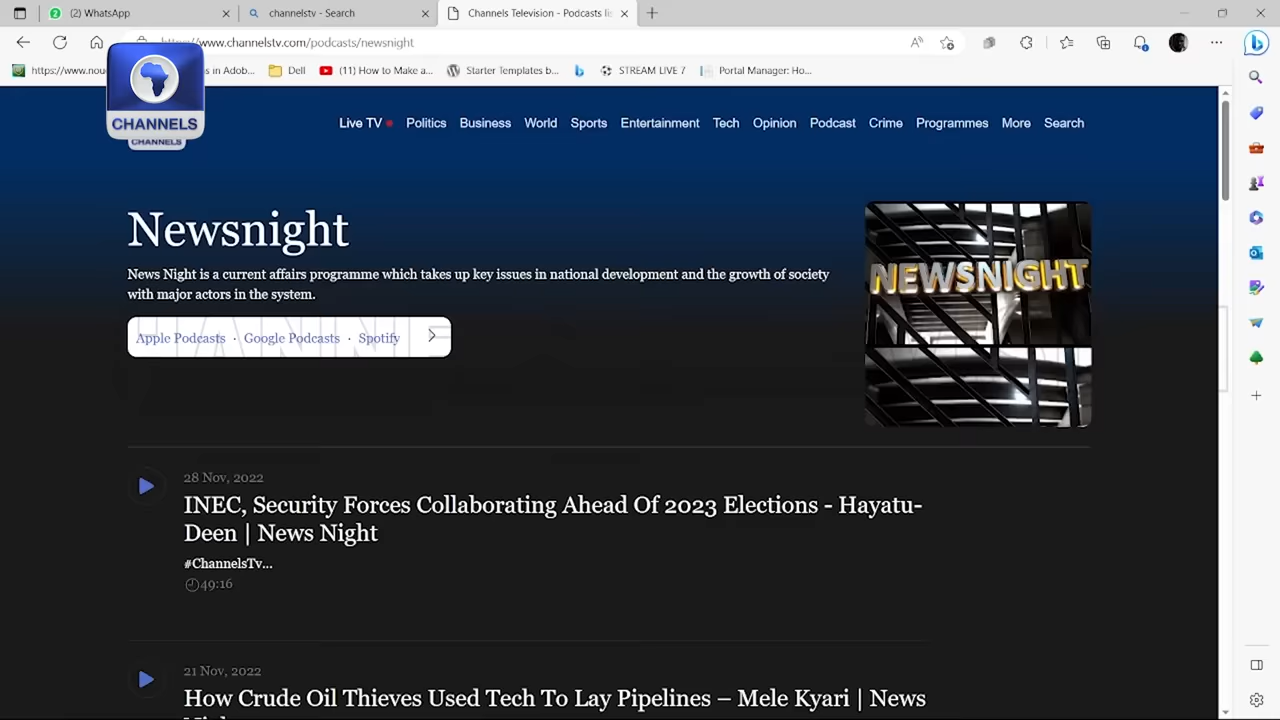 (2) WhatsApp
channelstv - Search
Channels Television - Podcasts lis
www.channelstv.com/podcasts/newsnight
https://www.nou
s in Adob...
Dell
(11) How to Make a...
Starter Templates b...
STREAM LIVE 7
Portal Manager: Ho...
CHANNELS
CHANNELS
Live TV
Politics
Business
World
Sports
Entertainment
Tech
Opinion
Podcast
Crime
Programmes
More
Search
Newsnight
News Night is a current affairs programme which takes up key issues in national development and the growth of society
with major actors in the system.
Apple Podcasts · Google Podcasts · Spotify
NEWSNIGHT
28 Nov, 2022
INEC, Security Forces Collaborating Ahead Of 2023 Elections - Hayatu-
Deen | News Night
#ChannelsTv...
49:16
21 Nov, 2022
How Crude Oil Thieves Used Tech To Lay Pipelines – Mele Kyari | News